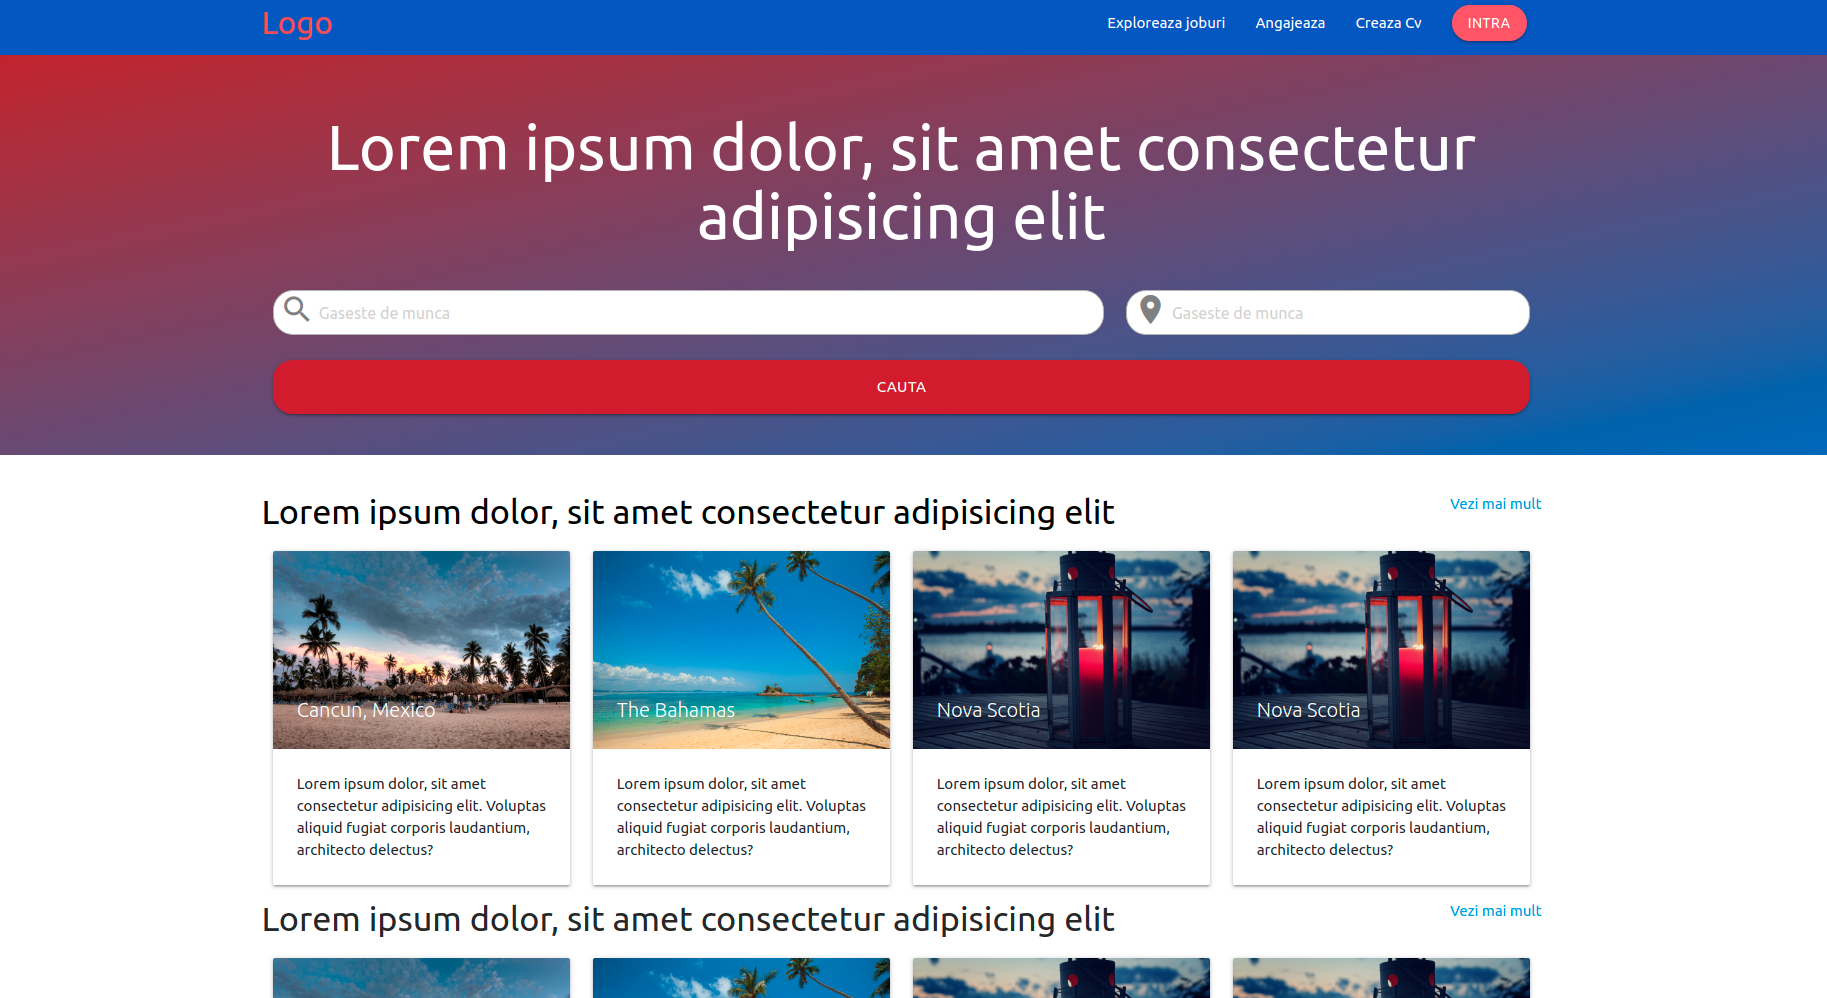 Logo
Exploreaza joburi
Angajeaza
Creaza Cv
INTRA
Lorem ipsum dolor, sit amet consectetur
adipisicing elit
Gaseste de munca
Gaseste de munca
CAUTA
Lorem ipsum dolor, sit amet consectetur adipisicing elit
Vezi mai mult
Cancun, Mexico
The Bahamas
Nova Scotia
Nova Scotia
Lorem ipsum dolor, sit amet
consectetur adipisicing elit. Voluptas
aliquid fugiat corporis laudantium,
architecto delectus?
Lorem ipsum dolor, sit amet
consectetur adipisicing elit. Voluptas
aliquid fugiat corporis laudantium,
architecto delectus?
Lorem ipsum dolor, sit amet
consectetur adipisicing elit. Voluptas
aliquid fugiat corporis laudantium,
architecto delectus?
Lorem ipsum dolor, sit amet
consectetur adipisicing elit. Voluptas
aliquid fugiat corporis laudantium,
architecto delectus?
Lorem ipsum dolor, sit amet consectetur adipisicing elit
Vezi mai mult